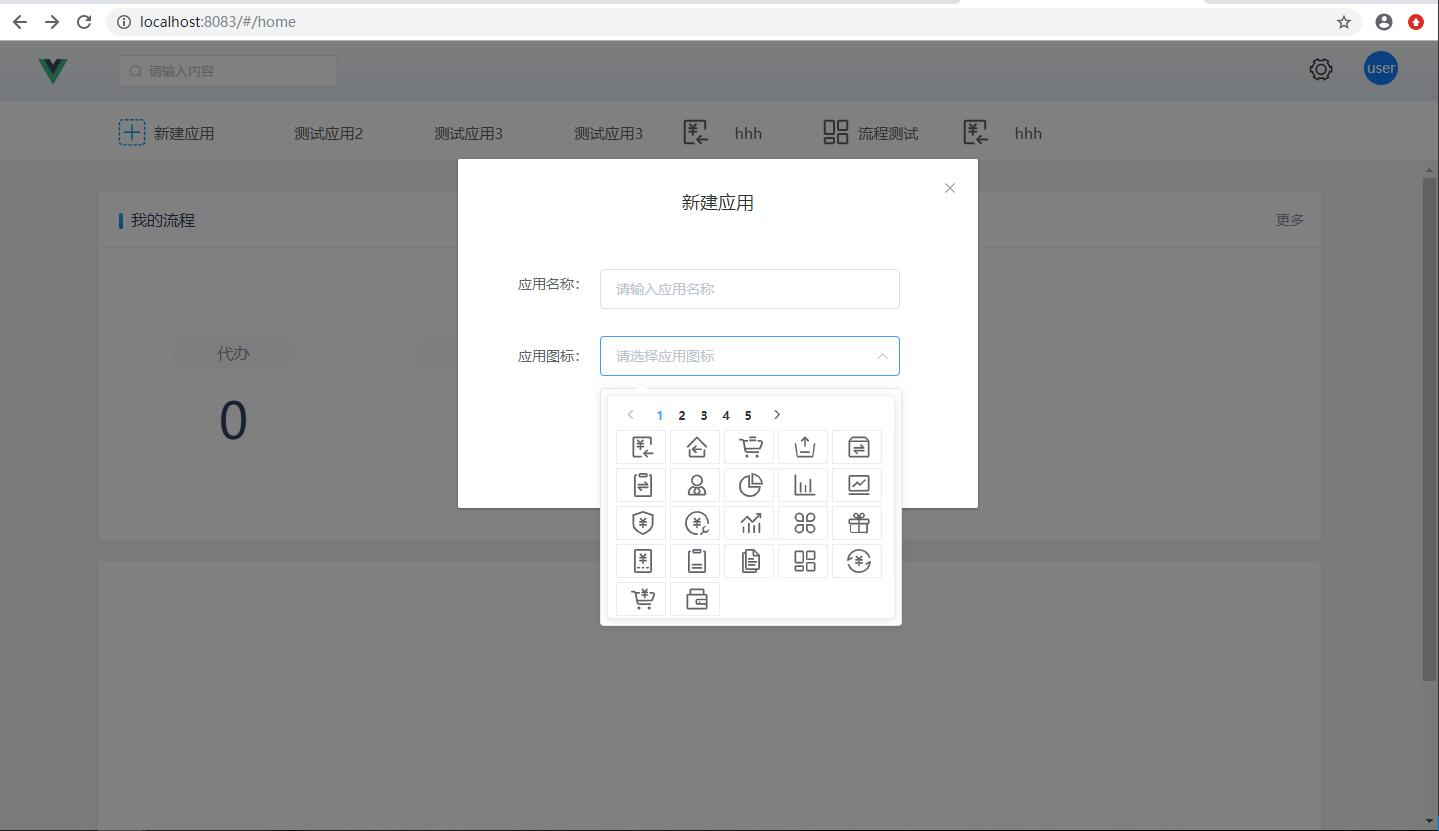 localhost:8083/#/home
请输入内容
user
新建应用 测试应用2 测试应用3 测试应用3 hhh 流程测试 hhh
新建应用
我的流程
更多
应用名称:
请输入应用名称
应用图标:
请选择应用图标
代办
0
1 2 3 4 5